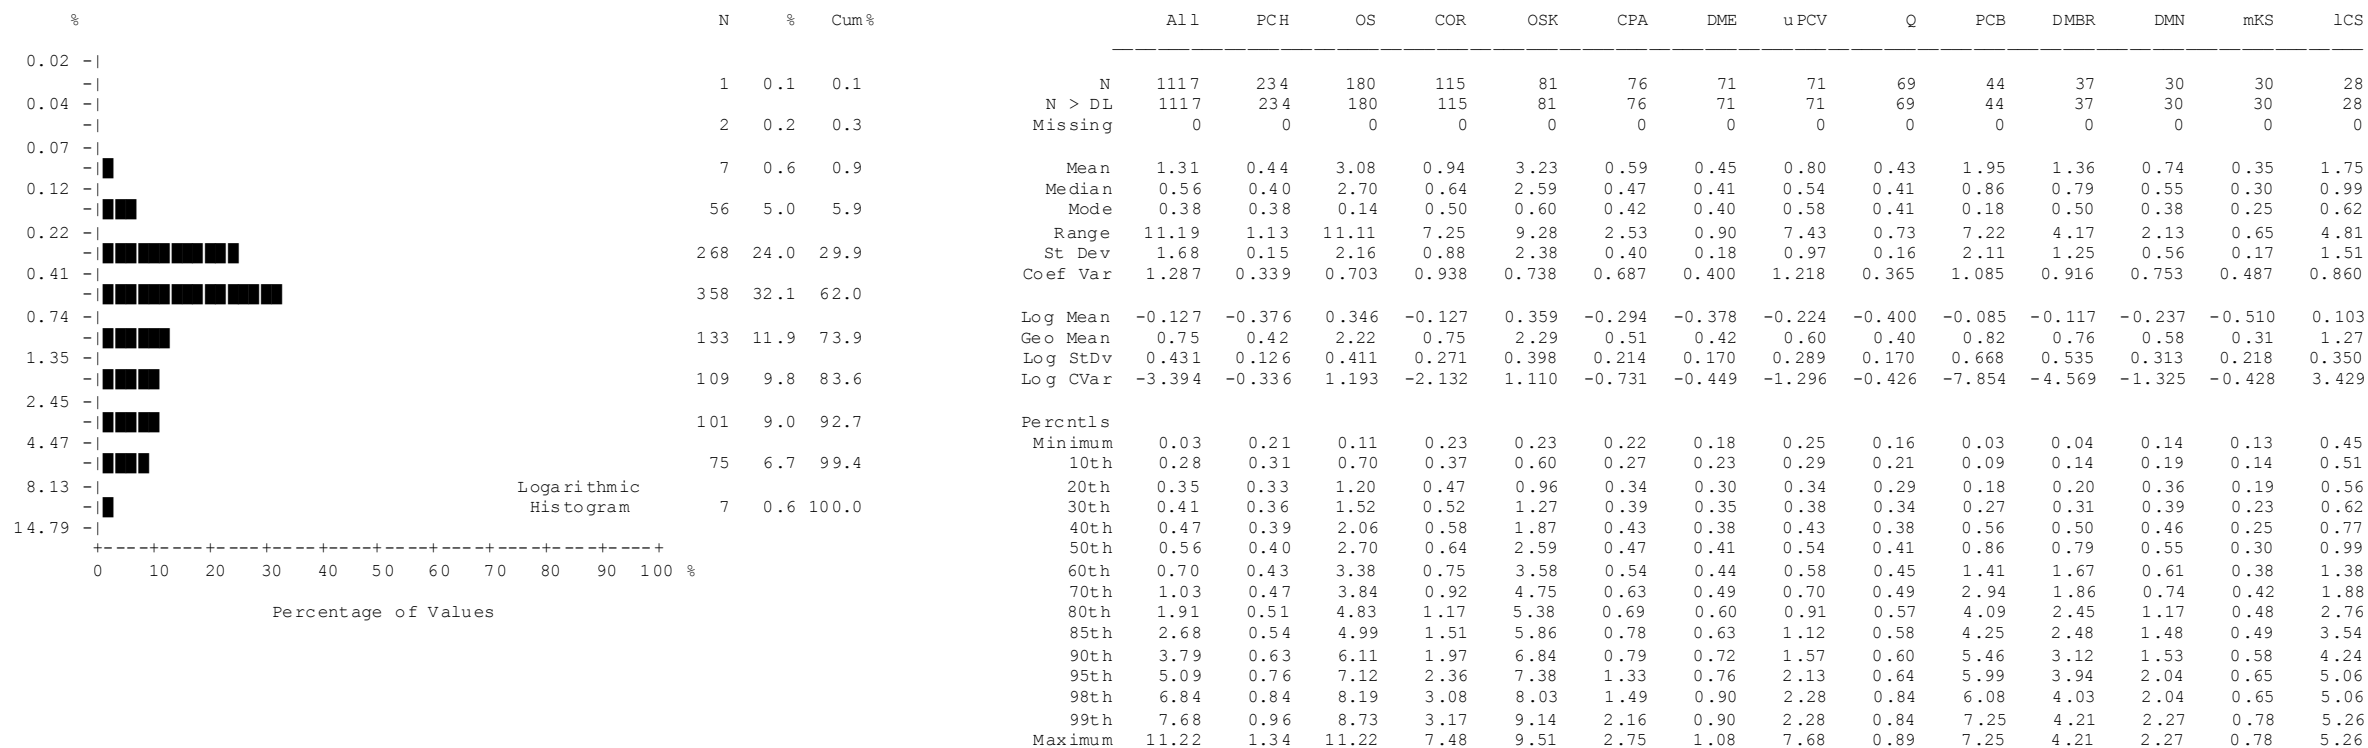 % N % Cum% All PCH OS COR OSK CPA DME uPCV Q PCB DMBR DMN mKS lCS
0.02 -|
-| 1 0.1 0.1 N 1117 234 180 115 81 76 71 71 69 44 37 30 30 28
0.04 -| N > DL 1117 234 180 115 81 76 71 71 69 44 37 30 30 28
-| 2 0.2 0.3 Missing 0 0 0 0 0 0 0 0 0 0 0 0 0 0
0.07 -|
-| 7 0.6 0.9 Mean 1.31 0.44 3.08 0.94 3.23 0.59 0.45 0.80 0.43 1.95 1.36 0.74 0.35 1.75
0.12 -| Median 0.56 0.40 2.70 0.64 2.59 0.47 0.41 0.54 0.41 0.86 0.79 0.55 0.30 0.99
-| 56 5.0 5.9 Mode 0.38 0.38 0.14 0.50 0.60 0.42 0.40 0.58 0.41 0.18 0.50 0.38 0.25 0.62
0.22 -| Range 11.19 1.13 11.11 7.25 9.28 2.53 0.90 7.43 0.73 7.22 4.17 2.13 0.65 4.81
-| 268 24.0 29.9 St Dev 1.68 0.15 2.16 0.88 2.38 0.40 0.18 0.97 0.16 2.11 1.25 0.56 0.17 1.51
0.41 -| Coef Var 1.287 0.339 0.703 0.938 0.738 0.687 0.400 1.218 0.365 1.085 0.916 0.753 0.487 0.860
-| 358 32.1 62.0
0.74 -| Log Mean -0.127 -0.376 0.346 -0.127 0.359 -0.294 -0.378 -0.224 -0.400 -0.085 -0.117 -0.237 -0.510 0.103
-| 133 11.9 73.9 Geo Mean 0.75 0.42 2.22 0.75 2.29 0.51 0.42 0.60 0.40 0.82 0.76 0.58 0.31 1.27
1.35 -| Log StDv 0.431 0.126 0.411 0.271 0.398 0.214 0.170 0.289 0.170 0.668 0.535 0.313 0.218 0.350
-| 109 9.8 83.6 Log CVar -3.394 -0.336 1.193 -2.132 1.110 -0.731 -0.449 -1.296 -0.426 -7.854 -4.569 -1.325 -0.428 3.429
2.45 -|
-| 101 9.0 92.7 Percntls
4.47 -| Minimum 0.03 0.21 0.11 0.23 0.23 0.22 0.18 0.25 0.16 0.03 0.04 0.14 0.13 0.45
-| 75 6.7 99.4 10th 0.28 0.31 0.70 0.37 0.60 0.27 0.23 0.29 0.21 0.09 0.14 0.19 0.14 0.51
8.13 -| Logarithmic 20th 0.35 0.33 1.20 0.47 0.96 0.34 0.30 0.34 0.29 0.18 0.20 0.36 0.19 0.56
-| Histogram 7 0.6 100.0 30th 0.41 0.36 1.52 0.52 1.27 0.39 0.35 0.38 0.34 0.27 0.31 0.39 0.23 0.62
14.79 -| 40th 0.47 0.39 2.06 0.58 1.87 0.43 0.38 0.43 0.38 0.56 0.50 0.46 0.25 0.77
+----+----+----+----+----+----+----+----+----+----+ 50th 0.56 0.40 2.70 0.64 2.59 0.47 0.41 0.54 0.41 0.86 0.79 0.55 0.30 0.99
0 10 20 30 40 50 60 70 80 90 100 % 60th 0.70 0.43 3.38 0.75 3.58 0.54 0.44 0.58 0.45 1.41 1.67 0.61 0.38 1.38
70th 1.03 0.47 3.84 0.92 4.75 0.63 0.49 0.70 0.49 2.94 1.86 0.74 0.42 1.88
Percentage of Values 80th 1.91 0.51 4.83 1.17 5.38 0.69 0.60 0.91 0.57 4.09 2.45 1.17 0.48 2.76
85th 2.68 0.54 4.99 1.51 5.86 0.78 0.63 1.12 0.58 4.25 2.48 1.48 0.49 3.54
90th 3.79 0.63 6.11 1.97 6.84 0.79 0.72 1.57 0.60 5.46 3.12 1.53 0.58 4.24
95th 5.09 0.76 7.12 2.36 7.38 1.33 0.76 2.13 0.64 5.99 3.94 2.04 0.65 5.06
98th 6.84 0.84 8.19 3.08 8.03 1.49 0.90 2.28 0.84 6.08 4.03 2.04 0.65 5.06
99th 7.68 0.96 8.73 3.17 9.14 2.16 0.90 2.28 0.84 7.25 4.21 2.27 0.78 5.26
Maximum 11.22 1.34 11.22 7.48 9.51 2.75 1.08 7.68 0.89 7.25 4.21 2.27 0.78 5.26